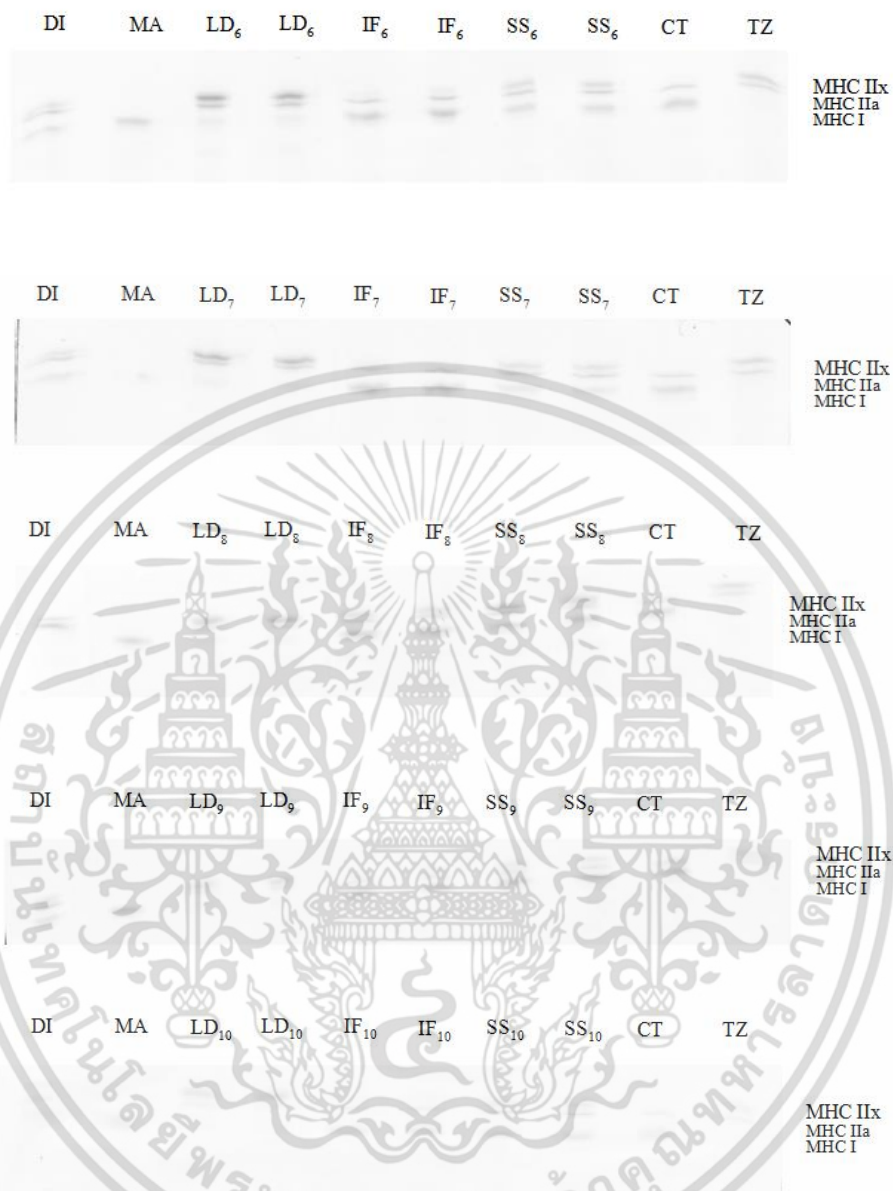 DI MA LD₆ LD₆ IF₆ IF₆ SS₆ SS₆ CT TZ
MHC IIx
MHC IIa
MHC I
DI MA LD₇ LD₇ IF₇ IF₇ SS₇ SS₇ CT TZ
MHC IIx
MHC IIa
MHC I
DI MA LD₈ LD₈ IF₈ IF₈ SS₈ SS₈ CT TZ
MHC IIx
MHC IIa
MHC I
DI MA LD₉ LD₉ IF₉ IF₉ SS₉ SS₉ CT TZ
MHC IIx
MHC IIa
MHC I
DI MA LD₁₀ LD₁₀ IF₁₀ IF₁₀ SS₁₀ SS₁₀ CT TZ
MHC IIx
MHC IIa
MHC I